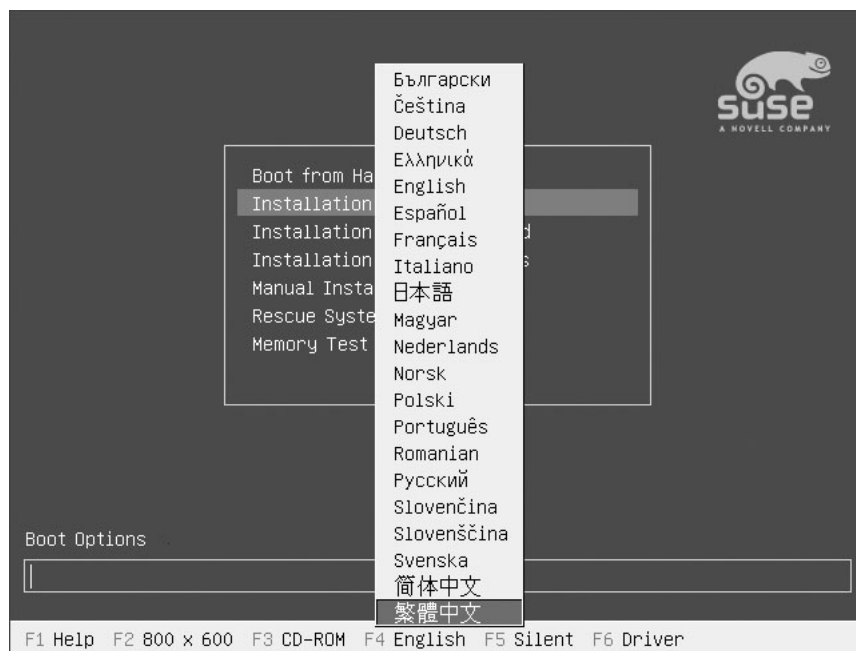 suse
A NOVELL COMPANY
Boot from Ha
Installation
Installation d
Installation s
Manual Insta
Rescue Syste
Memory Test
Български
Čeština
Deutsch
Ελληνικά
English
Español
Français
Italiano
日本語
Magyar
Nederlands
Norsk
Polski
Português
Romanian
Русский
Slovenčina
Slovenščina
Svenska
简体中文
繁體中文
Boot Options
F1 Help F2 800 x 600 F3 CD-ROM F4 English F5 Silent F6 Driver